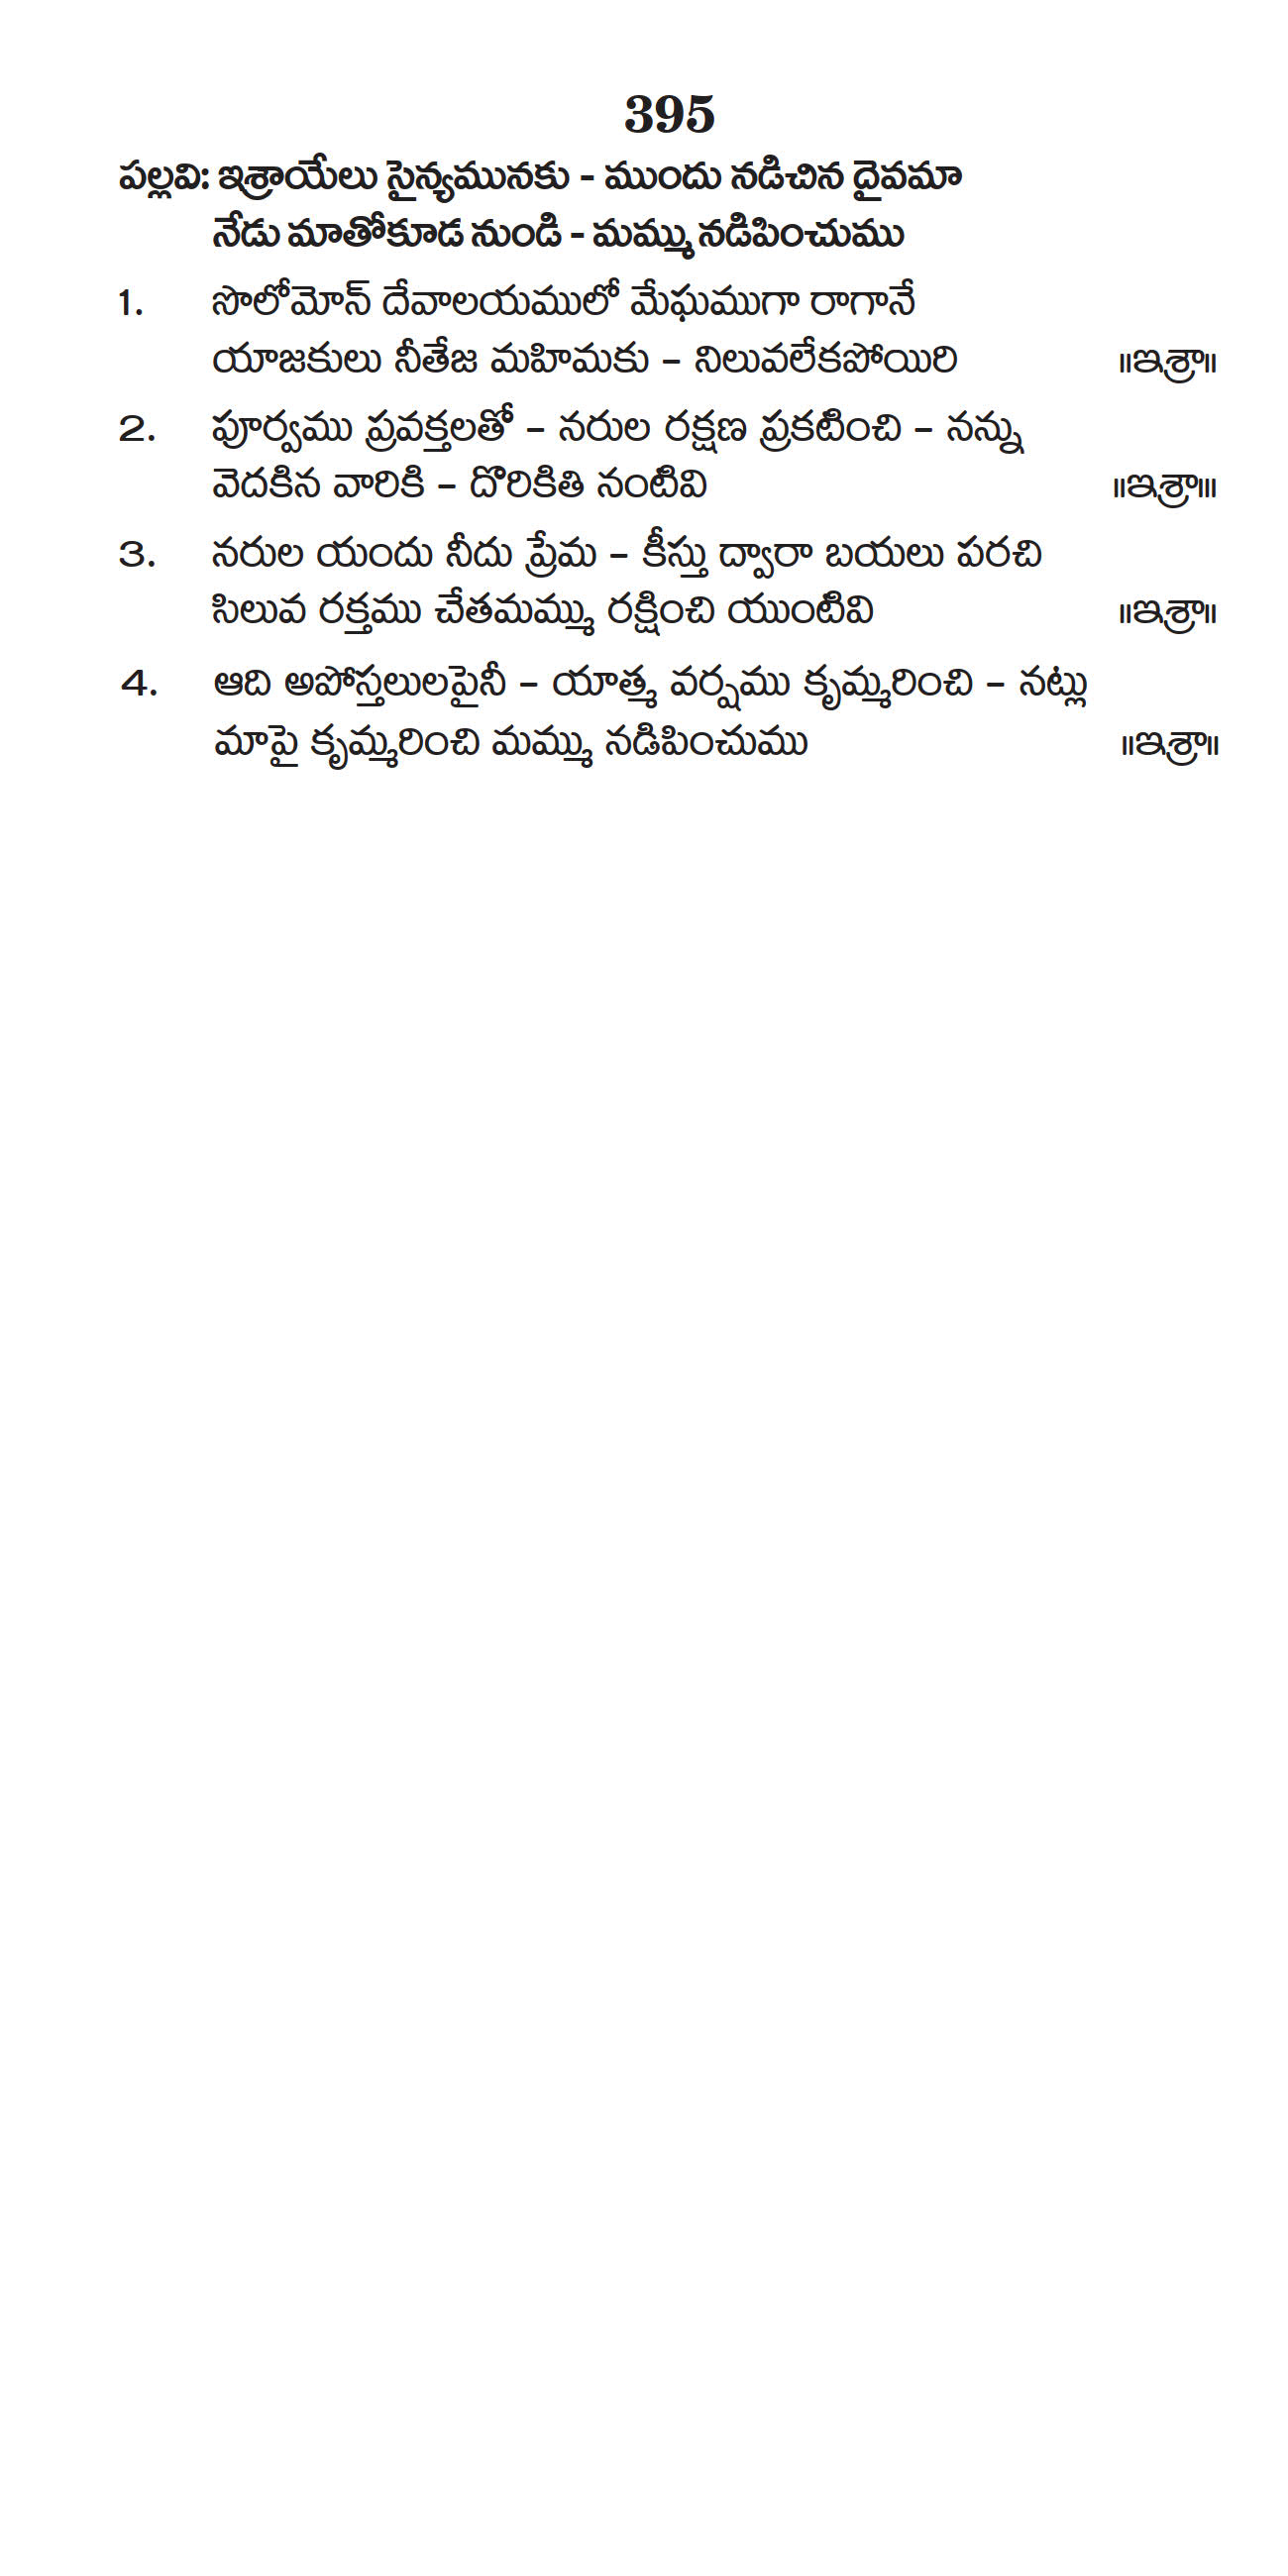 395
పల్లవి: ఇశ్రాయేలు సైన్యమునకు - ముందు నడిచిన దైవమా
నేడు మాతోకూడ నుండి - మమ్ము నడిపించుము
1. సొలోమోన్ దేవాలయములో మేఘముగా రాగానే
యాజకులు నీతేజ మహిమకు – నిలువలేకపోయిరి ॥ఇశ్రా॥
2. పూర్వము ప్రవక్తలతో – నరుల రక్షణ ప్రకటించి – నన్ను
వెదకిన వారికి – దొరికితి నంటివి ॥ఇశ్రా॥।
3. నరుల యందు నీదు ప్రేమ – కీస్తు ద్వారా బయలు పరచి
సిలువ రక్తము చేతమమ్ము రక్షించి యుంటివి ॥ఇశ్రా॥
4. ఆది అపోస్తలులపైనీ – యాత్మ వర్షము కృమ్మరించి – నట్లు
మాపై కృమ్మరించి మమ్ము నడిపించుము ॥ఇశ్రా॥